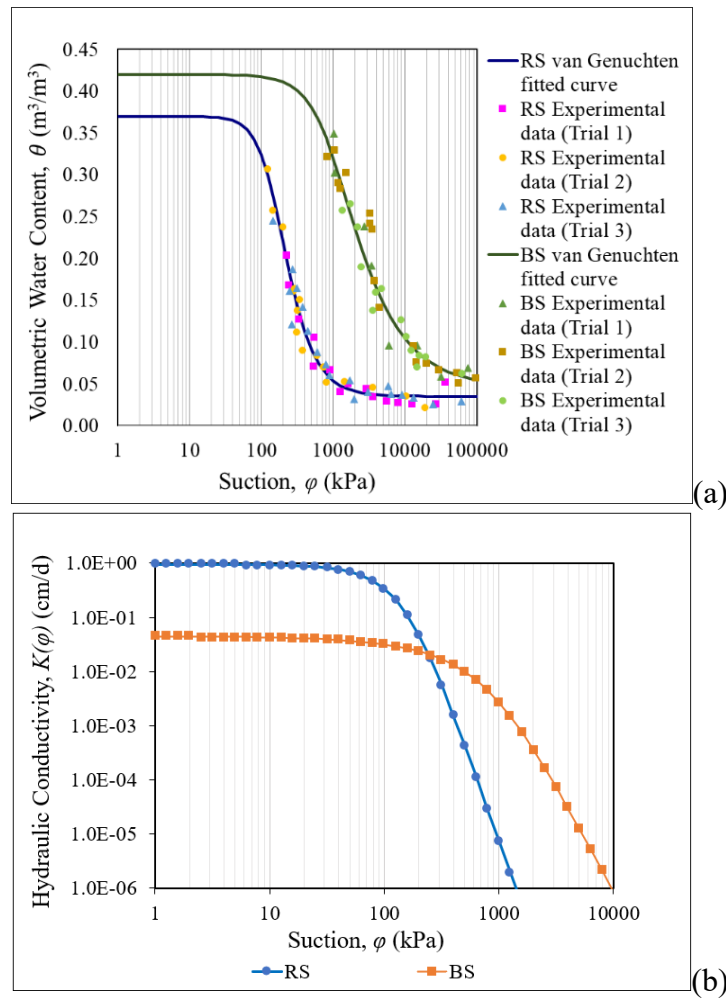 0.45
0.40
0.35
0.30
0.25
0.20
0.15
0.10
0.05
0.00
Volumetric Water Content, θ (m³/m³)
1 10 100 1000 10000 100000
Suction, φ (kPa)
RS van Genuchten
fitted curve
RS Experimental
data (Trial 1)
RS Experimental
data (Trial 2)
RS Experimental
data (Trial 3)
BS van Genuchten
fitted curve
BS Experimental
data (Trial 1)
BS Experimental
data (Trial 2)
BS Experimental
data (Trial 3)
(a)
1.0E+00
1.0E-01
1.0E-02
1.0E-03
1.0E-04
1.0E-05
1.0E-06
Hydraulic Conductivity, K(φ) (cm/d)
1 10 100 1000 10000
Suction, φ (kPa)
RS BS
(b)